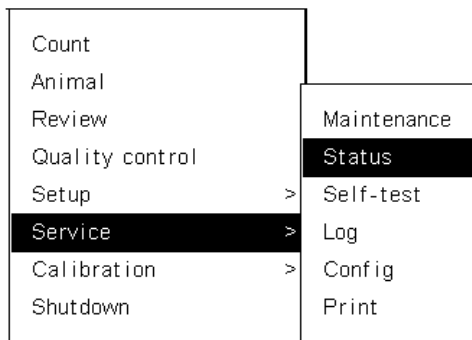 Count
Animal
Review
Quality control
Setup >
Service >
Calibration >
Shutdown
Maintenance
Status
Self-test
Log
Config
Print